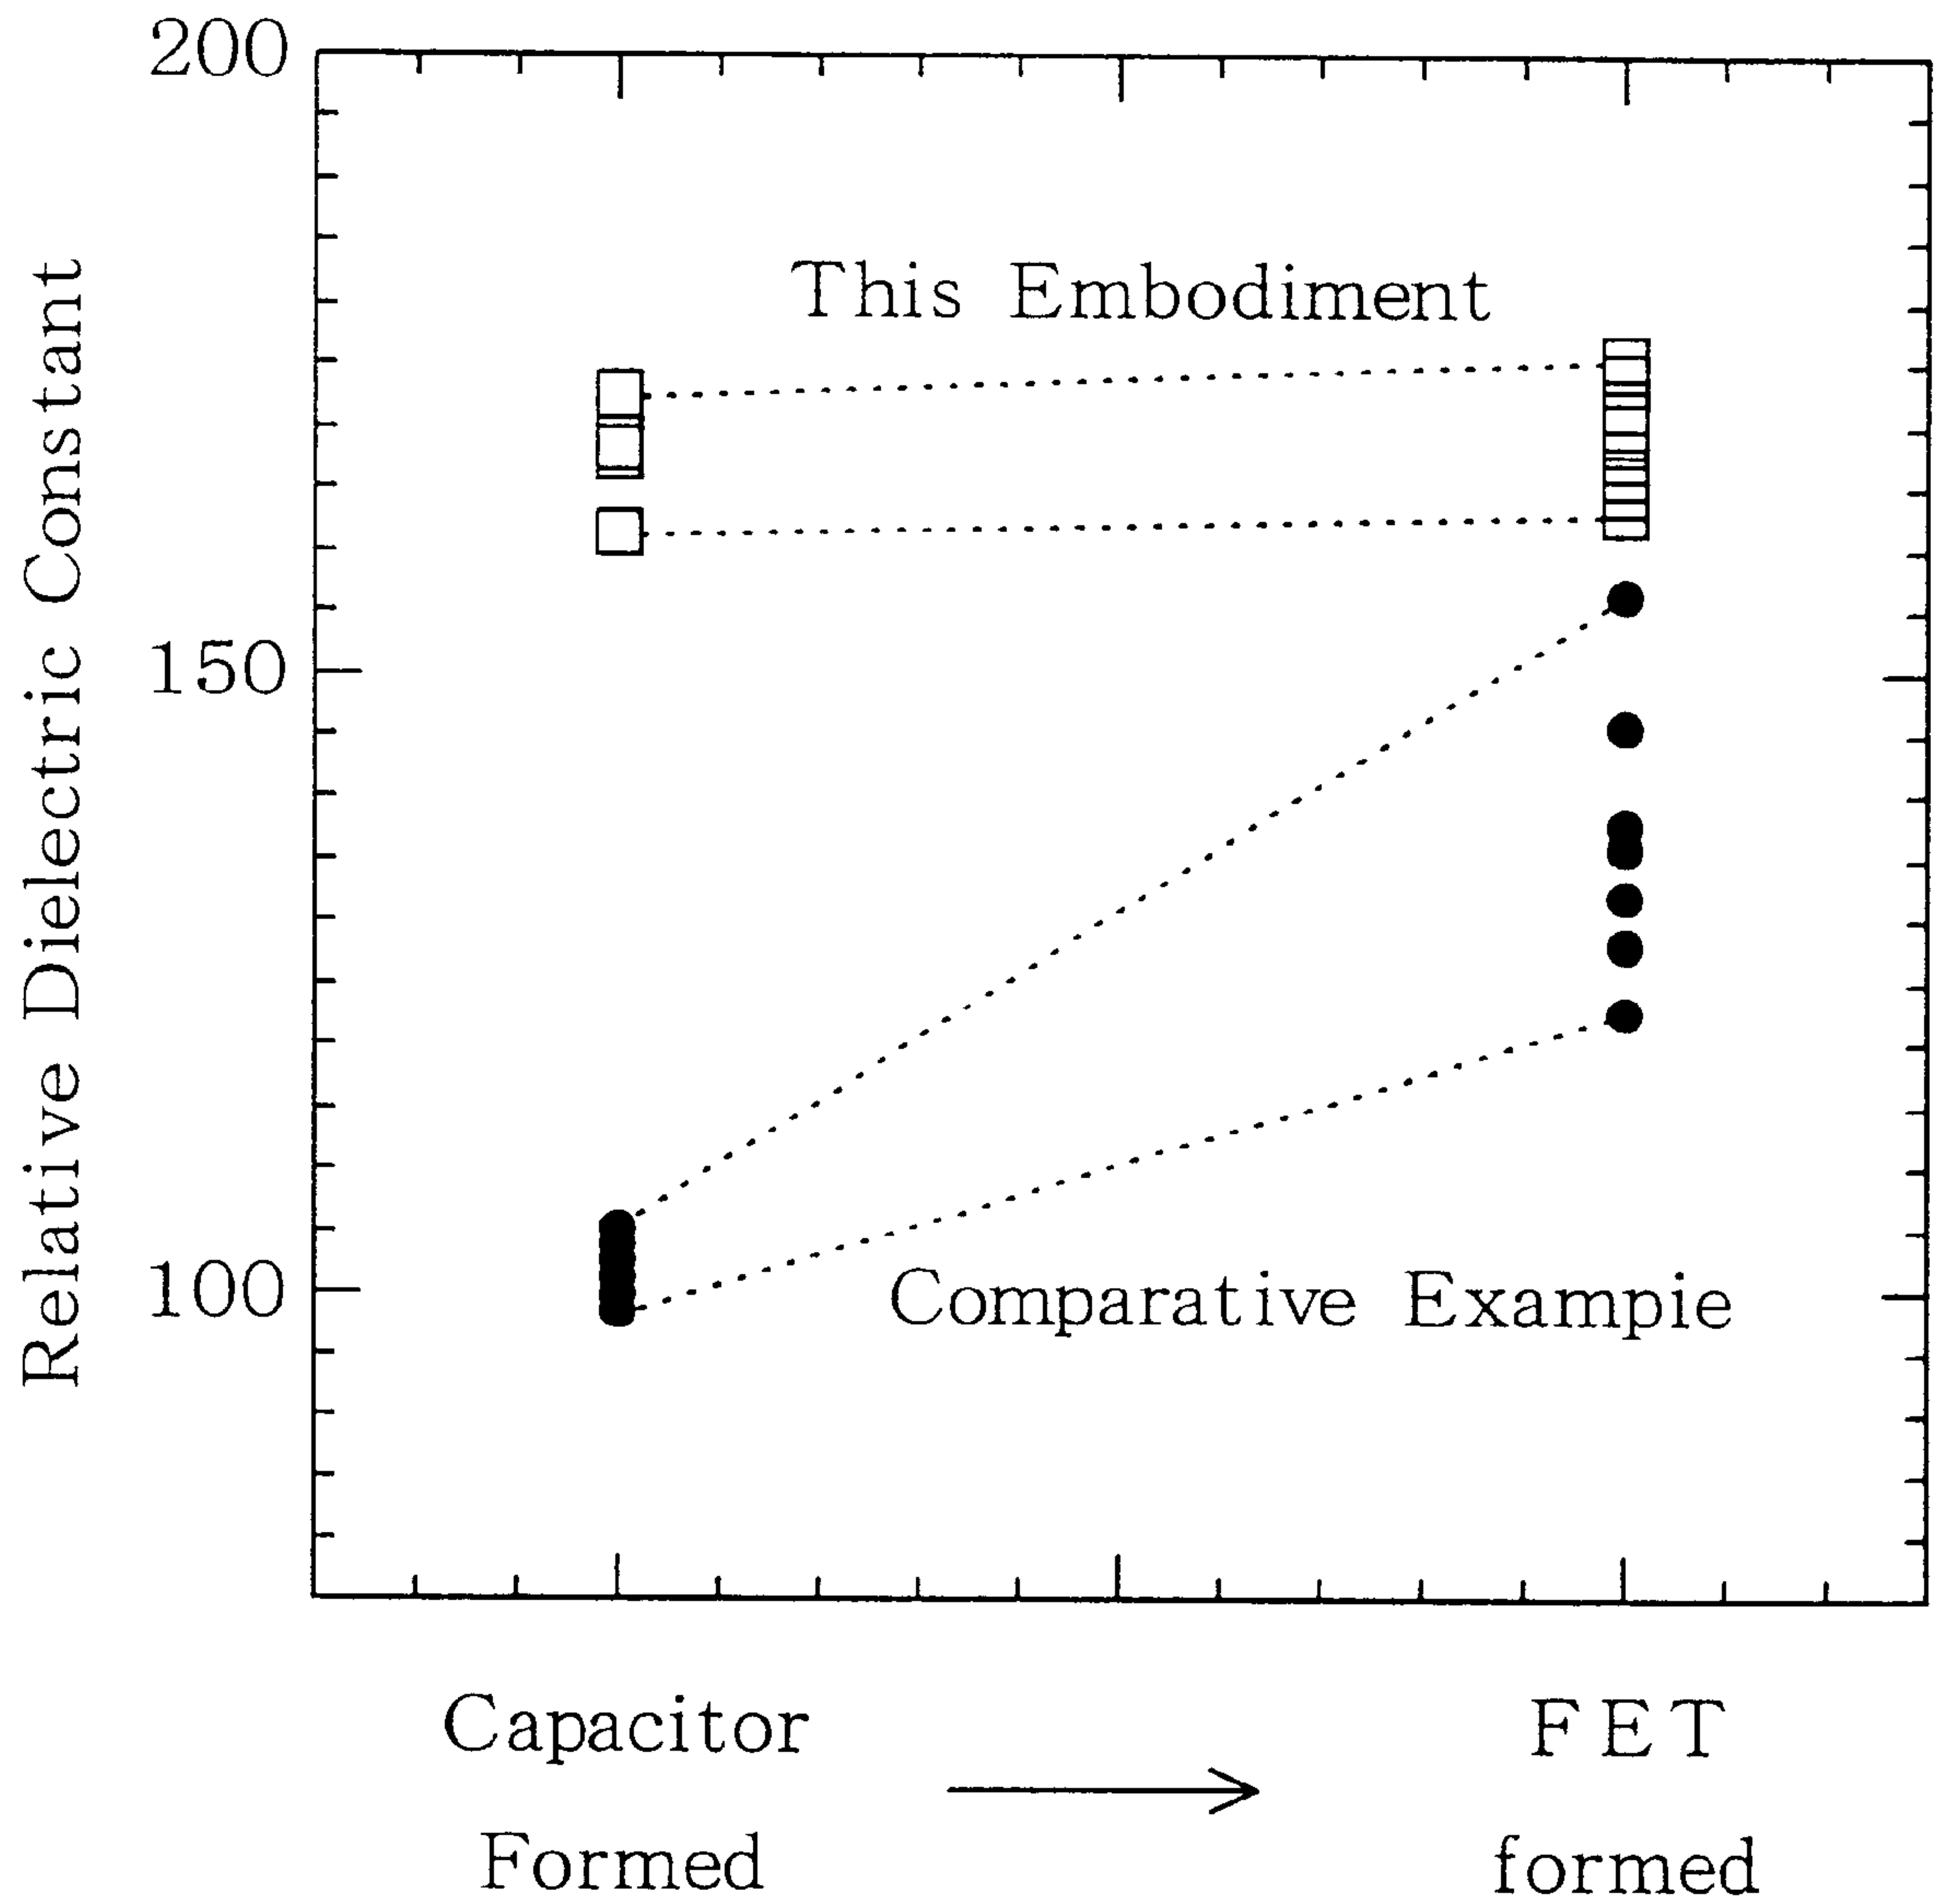 200
150
100
Relative Dielectric Constant
This Embodiment
Comparative Exampie
Capacitor
Formed
FET
formed